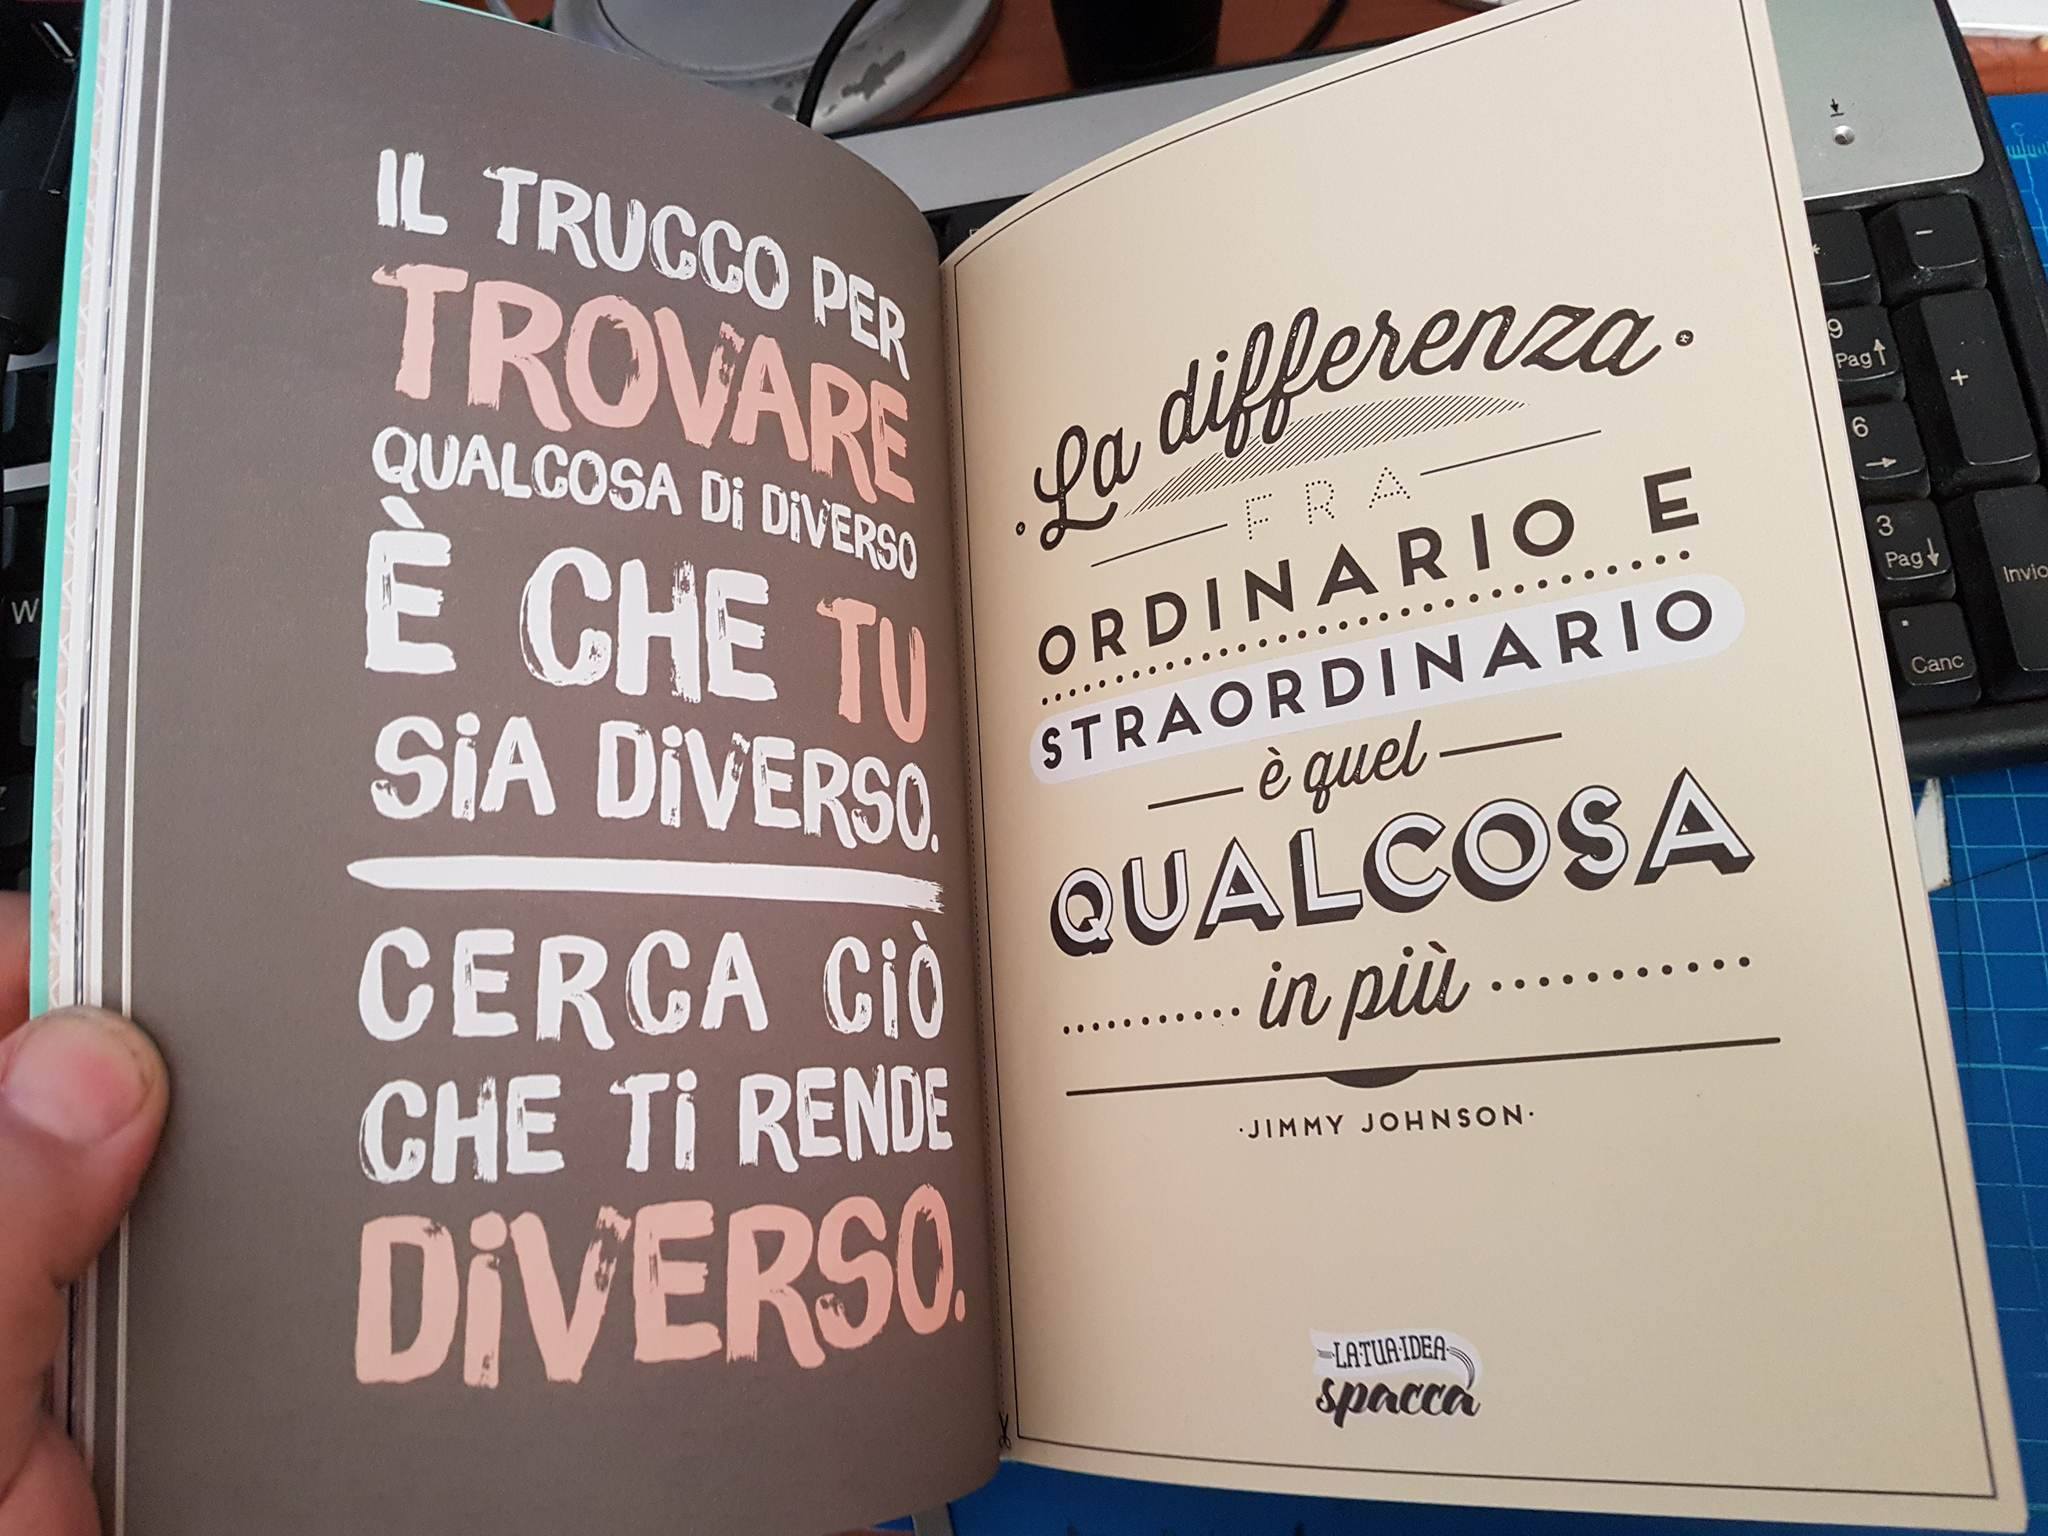 IL TRUCCO PER
TROVARE
QUALCOSA Di DiVERSO
È CHE TU
SiA DiVERSO.
CERCA CiÒ
CHE Ti RENDE
DiVERSO.
La differenza
FRA
ORDINARIO E
STRAORDINARIO
è quel
QUALCOSA
in più
·JIMMY JOHNSON·
·LA·TUA·IDEA·
spacca
*
-
9
Pag
+
6
3
Pag
Invio
.
Canc
W